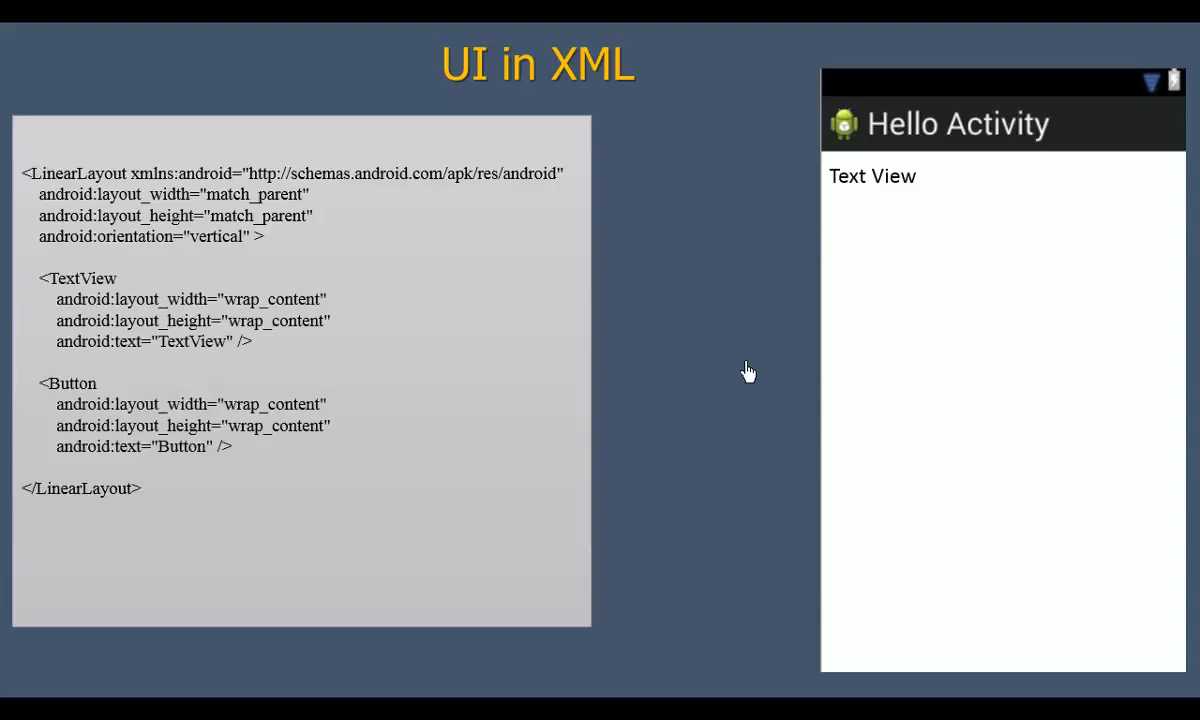 UI in XML
<LinearLayout xmlns:android="http://schemas.android.com/apk/res/android"
android:layout_width="match_parent"
android:layout_height="match_parent"
android:orientation="vertical" >
<TextView
android:layout_width="wrap_content"
android:layout_height="wrap_content"
android:text="TextView" />
<Button
android:layout_width="wrap_content"
android:layout_height="wrap_content"
android:text="Button" />
</LinearLayout>
Hello Activity
Text View